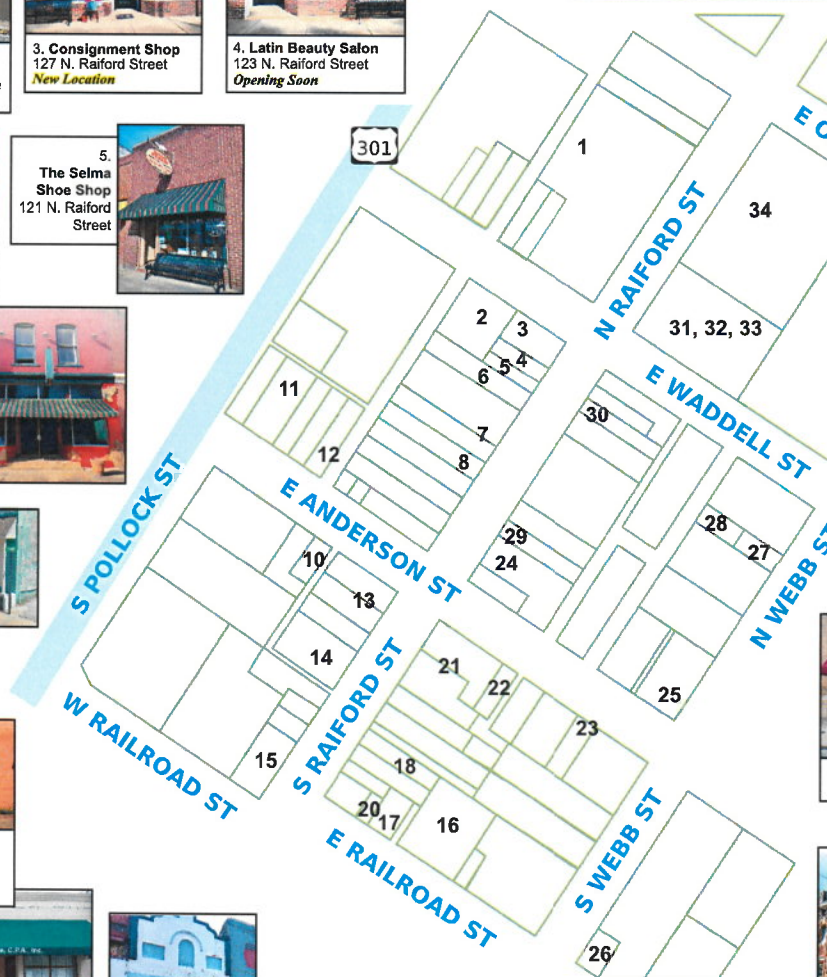 3. Consignment Shop
127 N. Raiford Street
New Location
4. Latin Beauty Salon
123 N. Raiford Street
Opening Soon
5.
The Selma
Shoe Shop
121 N. Raiford
Street
301
1
34
31, 32, 33
N RAIFORD ST
E WADDELL ST
2
3
4
5
6
7
8
11
12
30
29
24
28
27
25
N WEBB ST
E ANDERSON ST
S POLLOCK ST
10
13
14
15
W RAILROAD ST
S RAIFORD ST
21
22
23
18
20
17
16
E RAILROAD ST
S WEBB ST
26